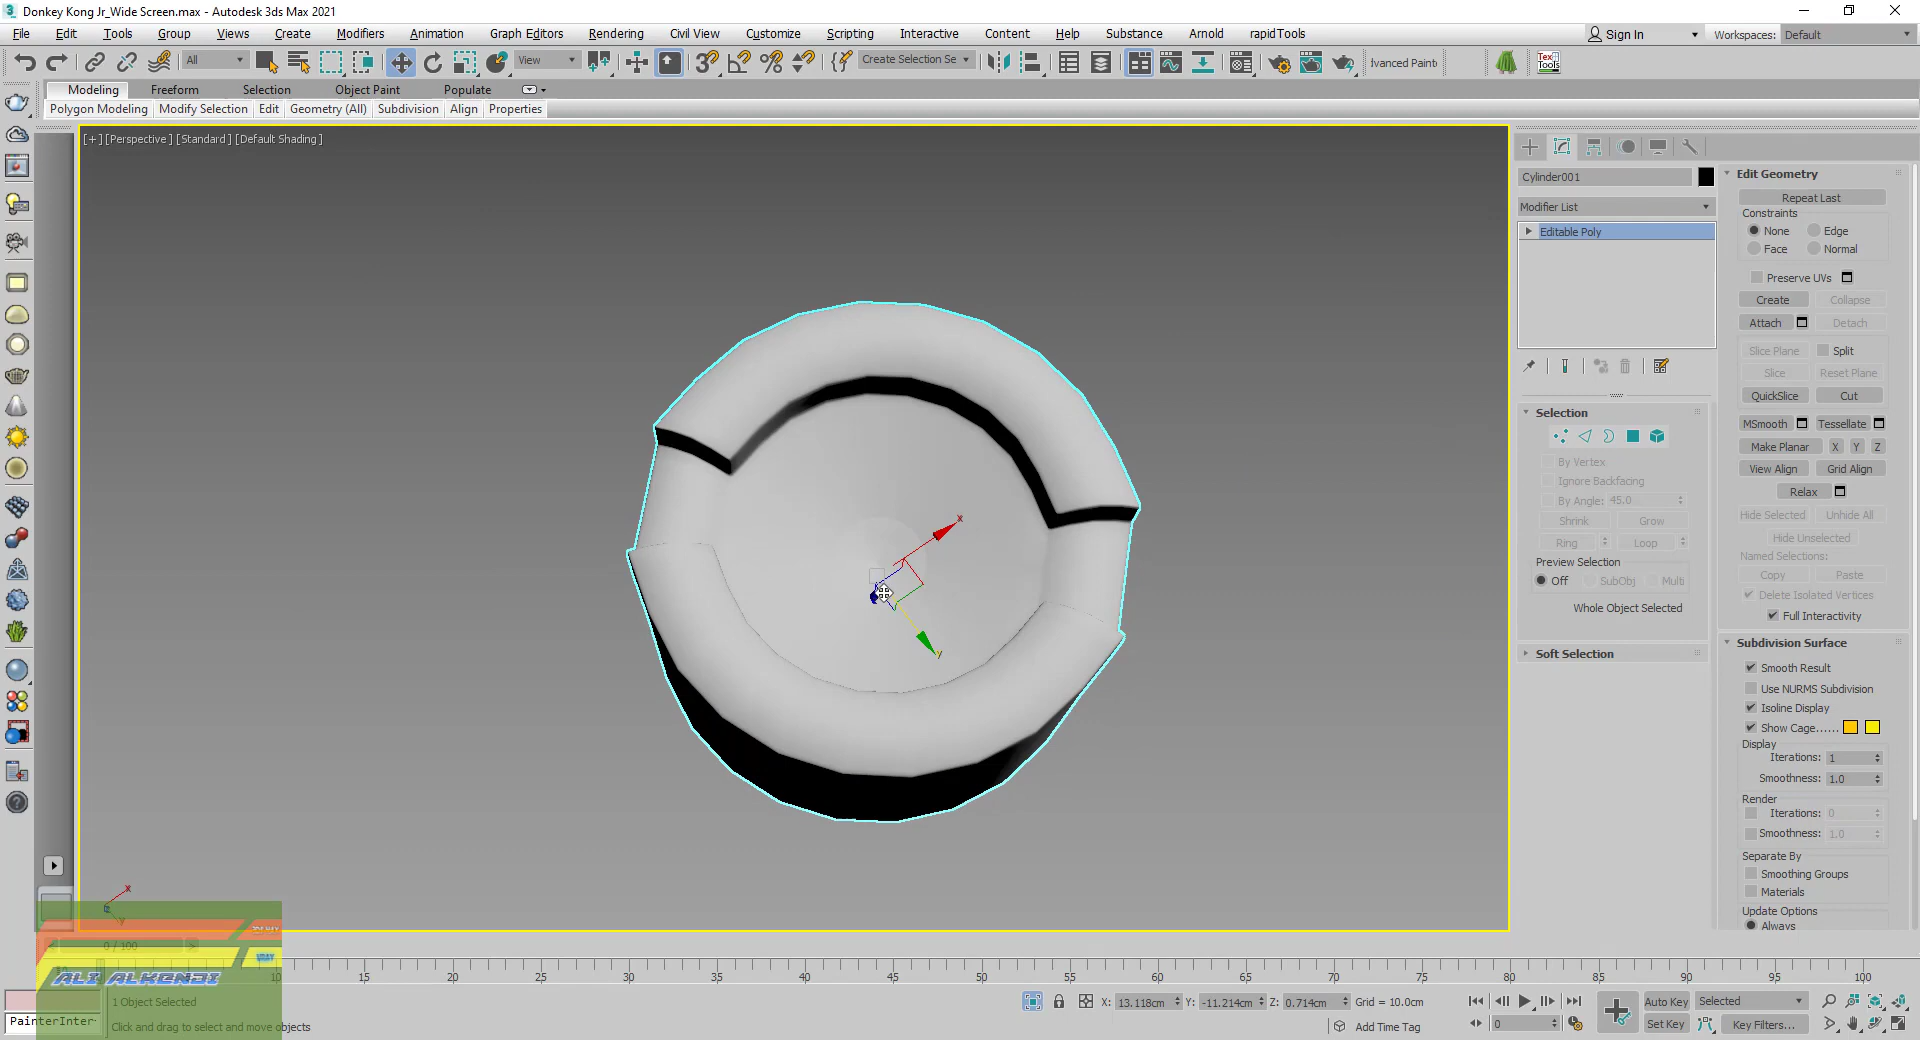 Donkey Kong Jr_Wide Screen.max - Autodesk 3ds Max 2021
File Edit Tools Group Views Create Modifiers Animation Graph Editors Rendering Civil View Customize Scripting Interactive Content Help Substance Arnold rapidTools
Sign In Workspaces: Default
All View Create Selection Se
Modeling Freeform Selection Object Paint Populate
Polygon Modeling Modify Selection Edit Geometry (All) Subdivision Align Properties
[+] [Perspective ] [Standard ] [Default Shading ]
Cylinder001
Modifier List
Editable Poly
Selection
By Vertex
Ignore Backfacing
By Angle: 45.0
Shrink Grow
Ring Loop
Preview Selection
Off SubObj Multi
Whole Object Selected
Soft Selection
Edit Geometry
Repeat Last
Constraints
None Edge
Face Normal
Preserve UVs
Create Collapse
Attach Detach
Slice Plane Split
Slice Reset Plane
QuickSlice Cut
MSmooth Tessellate
Make Planar X Y Z
View Align Grid Align
Relax
Hide Selected Unhide All
Hide Unselected
Named Selections:
Copy Paste
Delete Isolated Vertices
Full Interactivity
Subdivision Surface
Smooth Result
Use NURMS Subdivision
Isoline Display
Show Cage......
Display
Iterations: 1
Smoothness: 1.0
Render
Iterations: 0
Smoothness: 1.0
Separate By
Smoothing Groups
Materials
Update Options
Always
x
y
x
y
0 / 100
10 15 20 25 30 35 40 45 50 55 60 65 70 75 80 85 90 95 100
ALI ALKENDI
1 Object Selected
Click and drag to select and move objects
PainterInter
X: 13.118cm Y: -11.214cm Z: 0.714cm Grid = 10.0cm
Add Time Tag
Auto Key Selected
Set Key Key Filters...
0